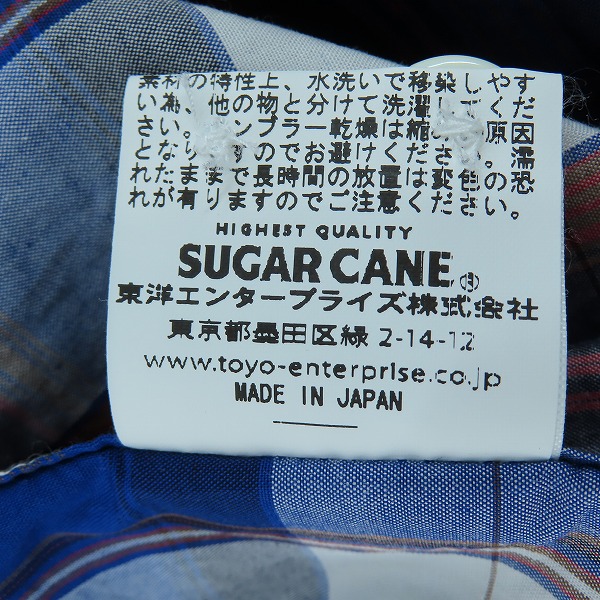 素材の特性上、水洗いで移染しやす
い為、他の物と分けて洗濯してくだ
さい。タンブラー乾燥は縮みの原因
となりますのでお避けください。濡
れたままで長時間の放置は変色の恐
れが有りますのでご注意ください。
HIGHEST QUALITY
SUGAR CANE®
東洋エンタープライズ株式会社
東京都墨田区緑 2-14-12
www.toyo-enterprise.co.jp
MADE IN JAPAN